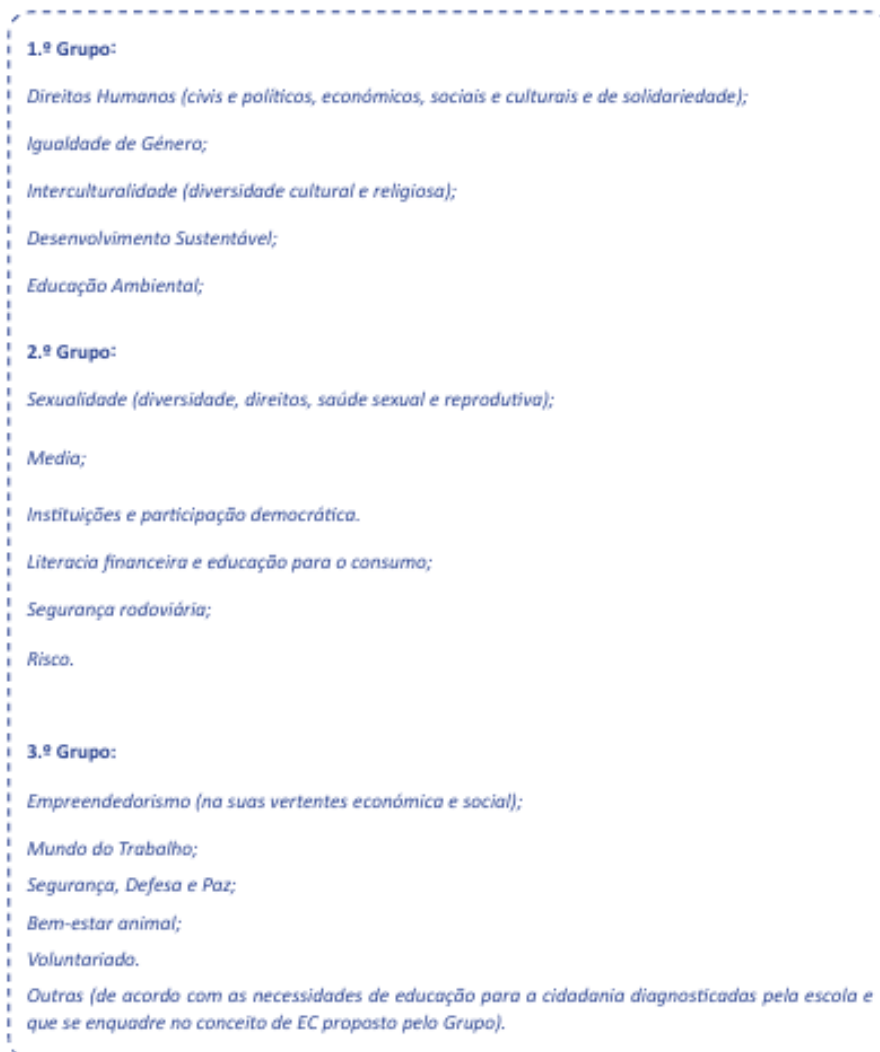 1.º Grupo:
Direitos Humanos (civis e políticos, económicos, sociais e culturais e de solidariedade);
Igualdade de Género;
Interculturalidade (diversidade cultural e religiosa);
Desenvolvimento Sustentável;
Educação Ambiental;
2.º Grupo:
Sexualidade (diversidade, direitos, saúde sexual e reprodutiva);
Media;
Instituições e participação democrática.
Literacia financeira e educação para o consumo;
Segurança rodoviária;
Risco.
3.º Grupo:
Empreendedorismo (na suas vertentes económica e social);
Mundo do Trabalho;
Segurança, Defesa e Paz;
Bem-estar animal;
Voluntariado.
Outras (de acordo com as necessidades de educação para a cidadania diagnosticadas pela escola e
que se enquadre no conceito de EC proposto pelo Grupo).